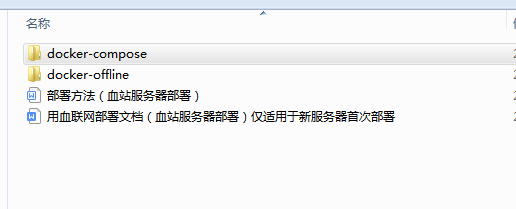 名称
docker-compose
docker-offline
部署方法（血站服务器部署）
用血联网部署文档（血站服务器部署）仅适用于新服务器首次部署